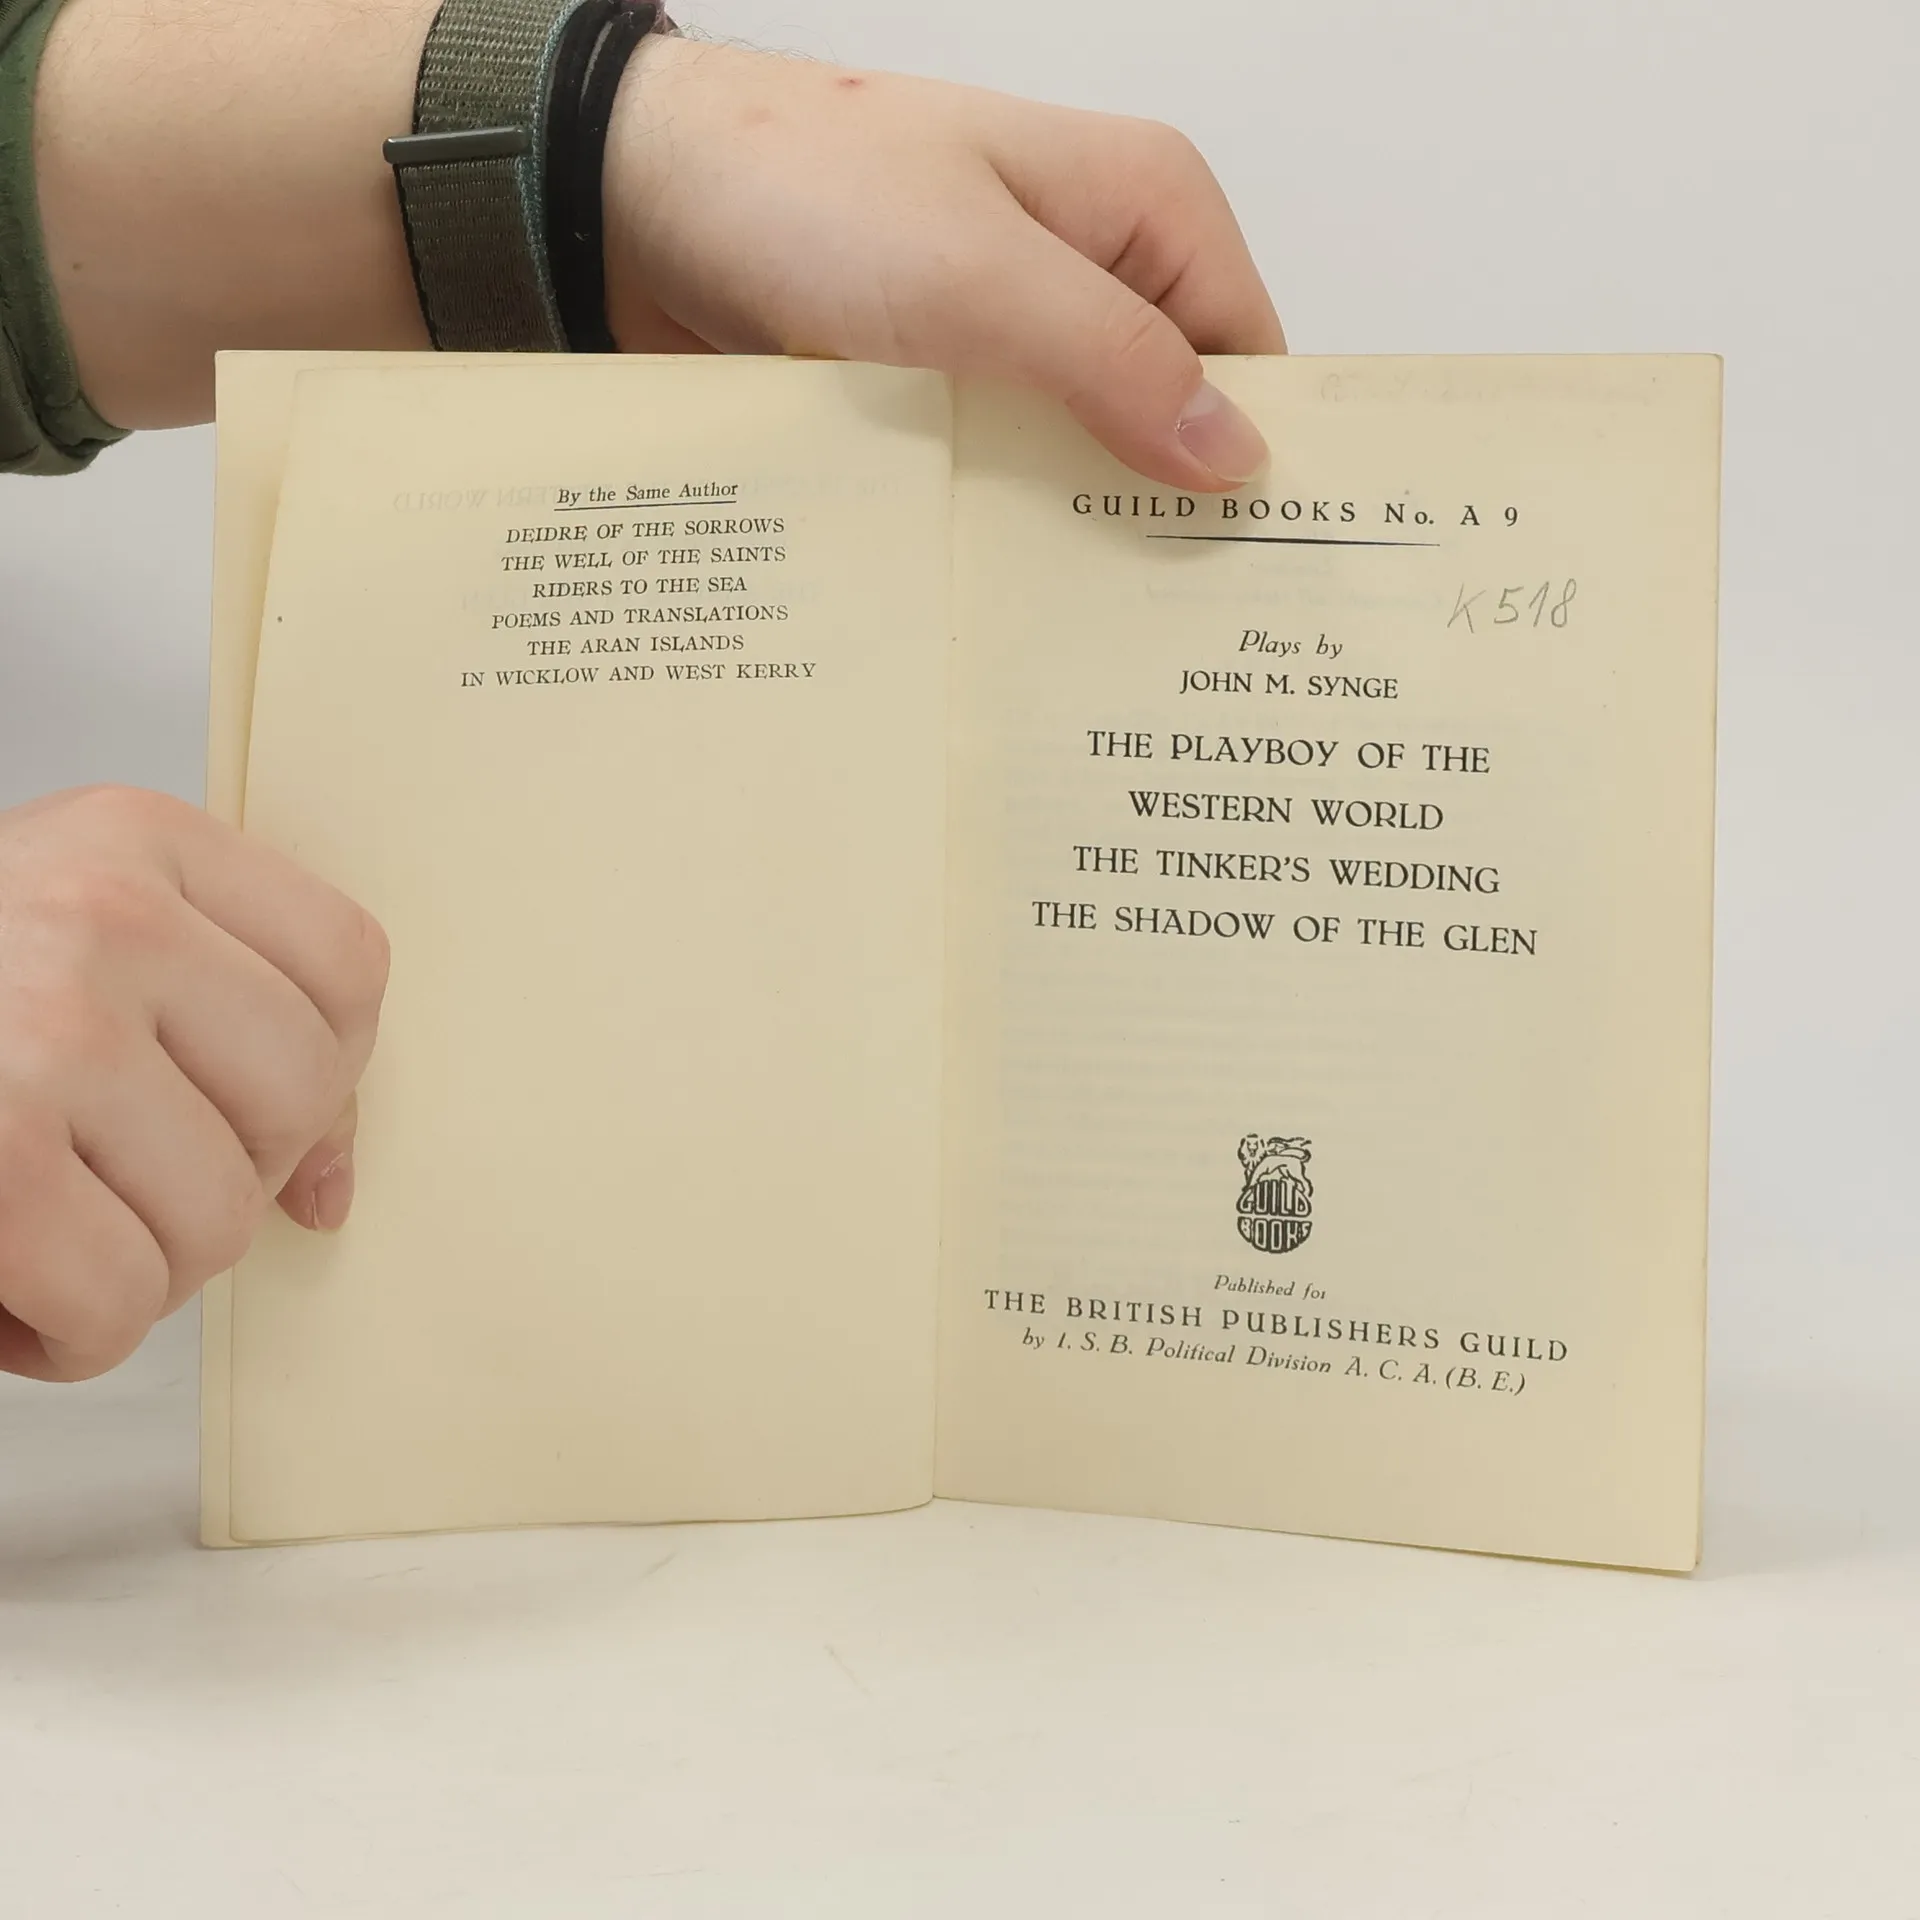 By the Same Author
DEIDRE OF THE SORROWS
THE WELL OF THE SAINTS
RIDERS TO THE SEA
POEMS AND TRANSLATIONS
THE ARAN ISLANDS
IN WICKLOW AND WEST KERRY
GUILD BOOKS No. A 9
K518
Plays by
JOHN M. SYNGE
THE PLAYBOY OF THE
WESTERN WORLD
THE TINKER'S WEDDING
THE SHADOW OF THE GLEN
GUILD
BOOKS
Published for
THE BRITISH PUBLISHERS GUILD
by I. S. B. Political Division A. C. A. (B. E.)